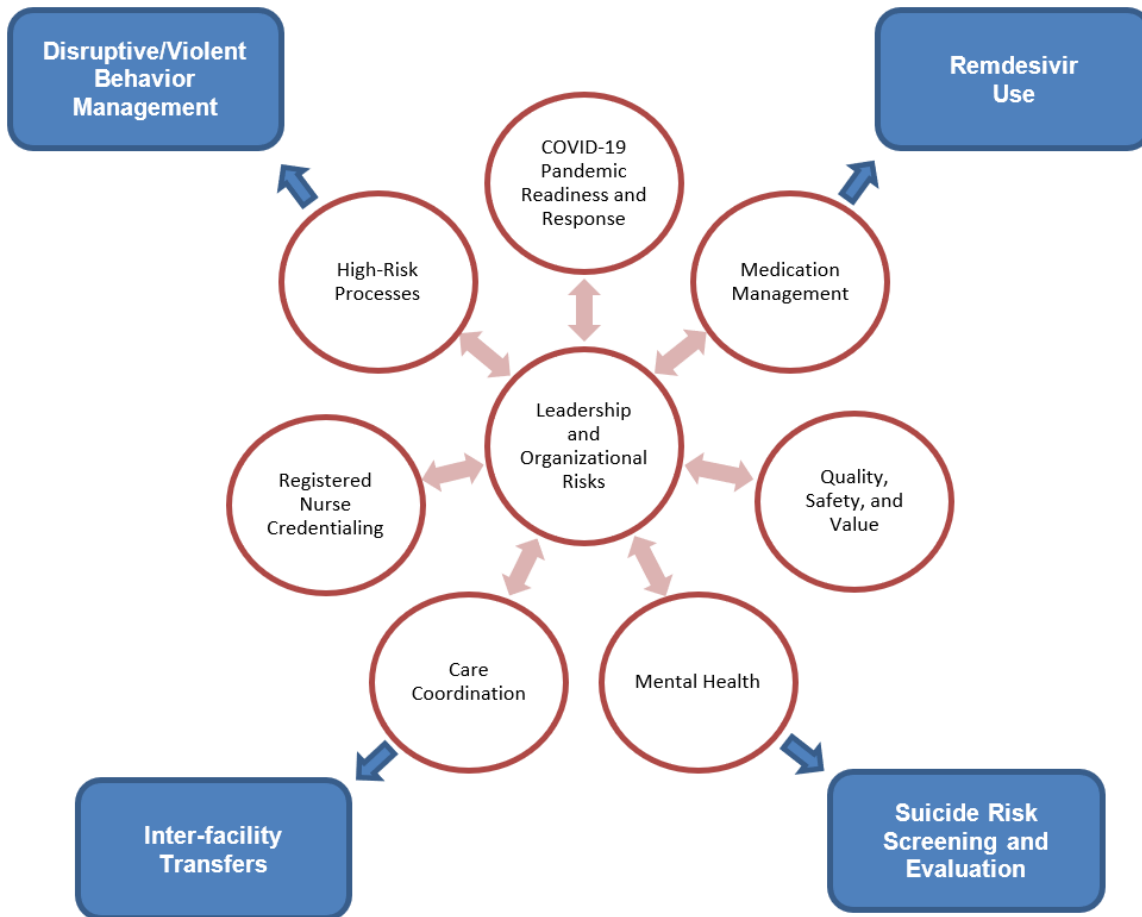 Disruptive/Violent
Behavior
Management
Remdesivir
Use
COVID-19
Pandemic
Readiness and
Response
High-Risk
Processes
Medication
Management
Leadership
and
Organizational
Risks
Registered
Nurse
Credentialing
Quality,
Safety, and
Value
Care
Coordination
Mental Health
Inter-facility
Transfers
Suicide Risk
Screening and
Evaluation